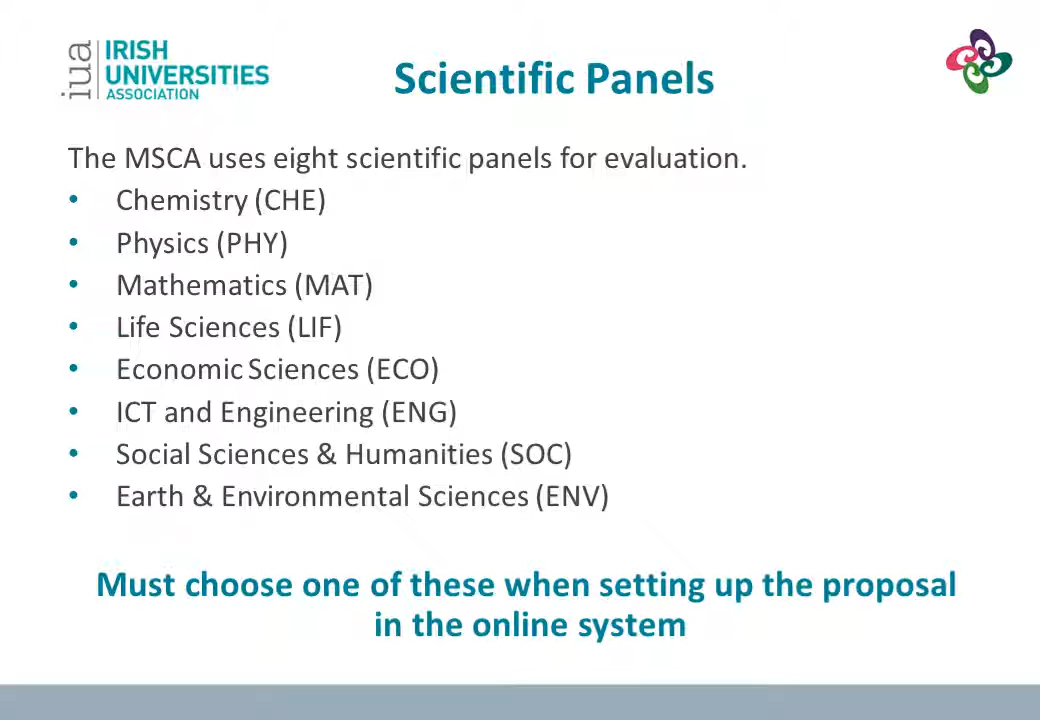 iua
IRISH
UNIVERSITIES
ASSOCIATION
Scientific Panels
The MSCA uses eight scientific panels for evaluation.
• Chemistry (CHE)
• Physics (PHY)
• Mathematics (MAT)
• Life Sciences (LIF)
• Economic Sciences (ECO)
• ICT and Engineering (ENG)
• Social Sciences & Humanities (SOC)
• Earth & Environmental Sciences (ENV)
Must choose one of these when setting up the proposal
in the online system